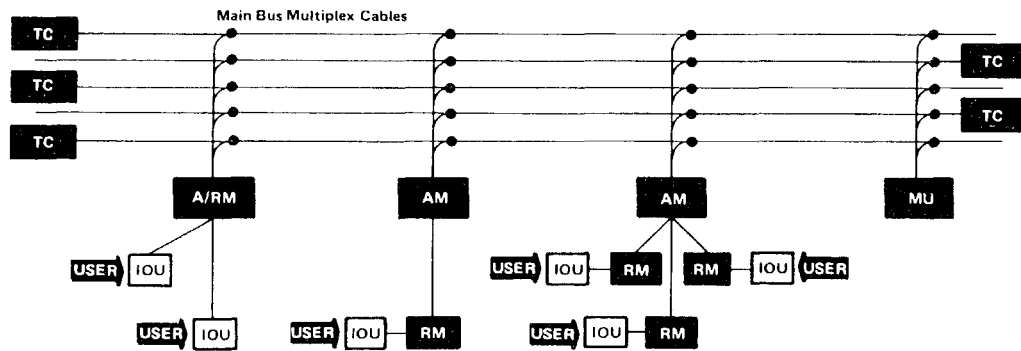 Main Bus Multiplex Cables
TC
TC
TC
TC
TC
A/RM
AM
AM
MU
USER IOU
USER IOU RM RM IOU USER
USER IOU
USER IOU RM
USER IOU RM